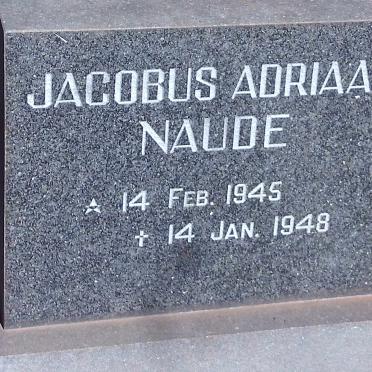 JACOBUS ADRIAA
NAUDE
☆ 14 FEB. 1945
✝ 14 JAN. 1948